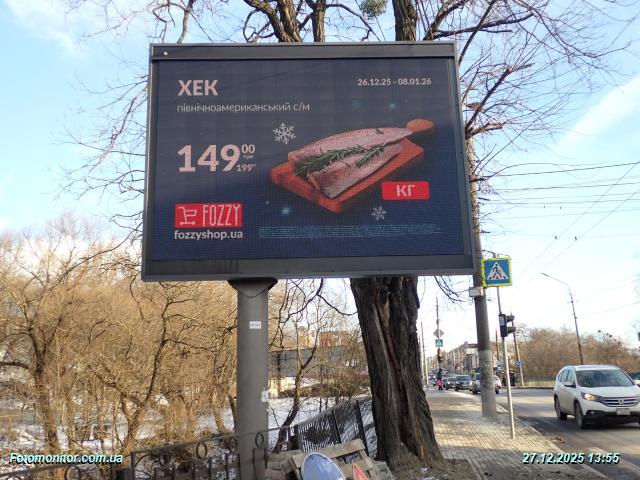 ХЕК
26.12.25 - 08.01.26
північноамериканський с/м
149 00 грн
199
КГ
FOZZY
fozzyshop.ua
Fotomonitor.com.ua
27.12.2025 13:55